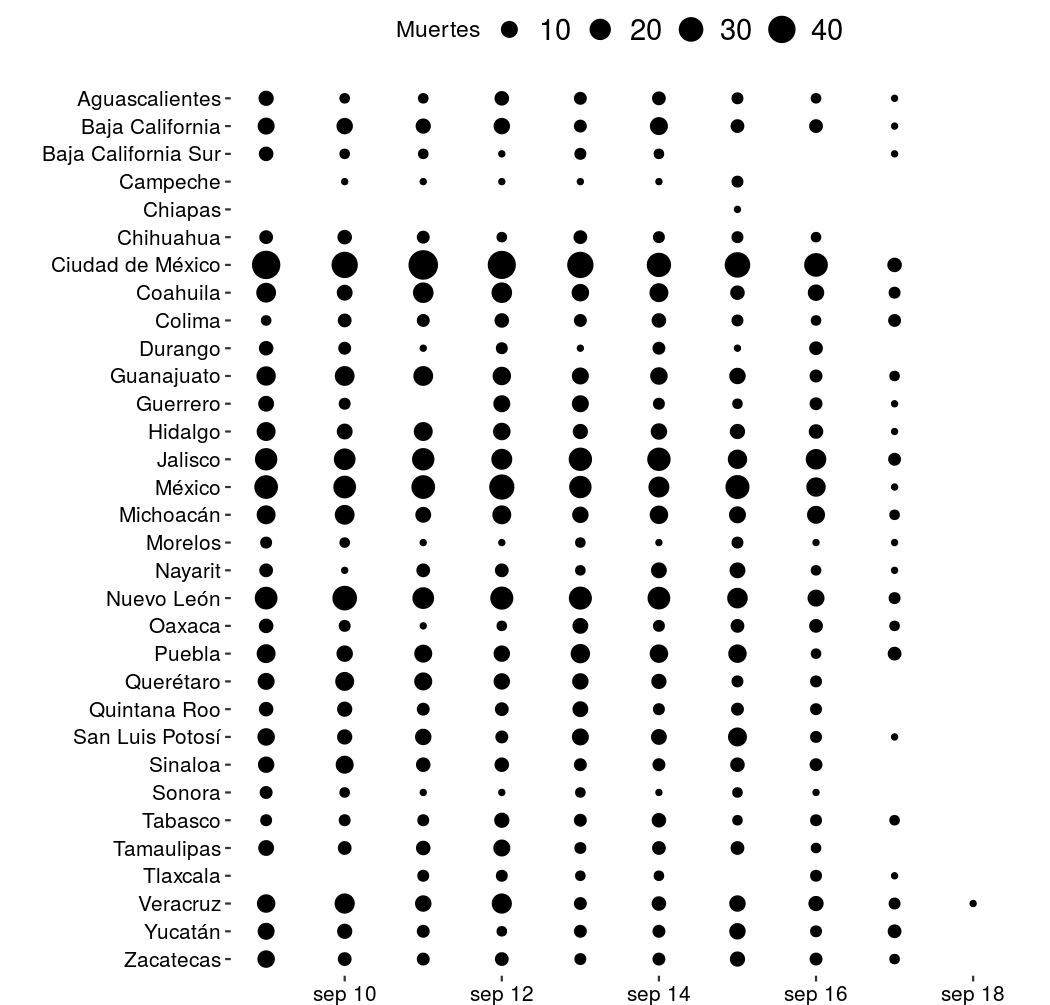 Muertes 10 20 30 40
Aguascalientes
Baja California
Baja California Sur
Campeche
Chiapas
Chihuahua
Ciudad de México
Coahuila
Colima
Durango
Guanajuato
Guerrero
Hidalgo
Jalisco
México
Michoacán
Morelos
Nayarit
Nuevo León
Oaxaca
Puebla
Querétaro
Quintana Roo
San Luis Potosí
Sinaloa
Sonora
Tabasco
Tamaulipas
Tlaxcala
Veracruz
Yucatán
Zacatecas
sep 10 sep 12 sep 14 sep 16 sep 18